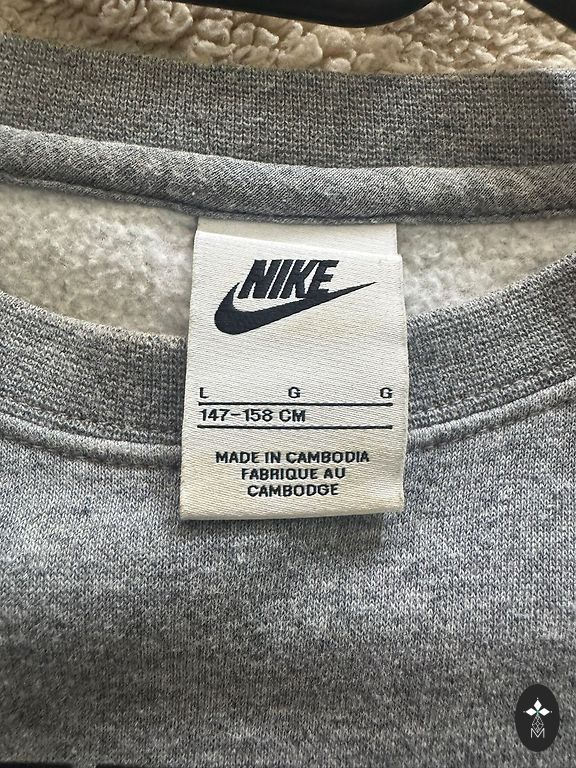 NIKE
L G G
147-158 CM
MADE IN CAMBODIA
FABRIQUE AU
CAMBODGE
M